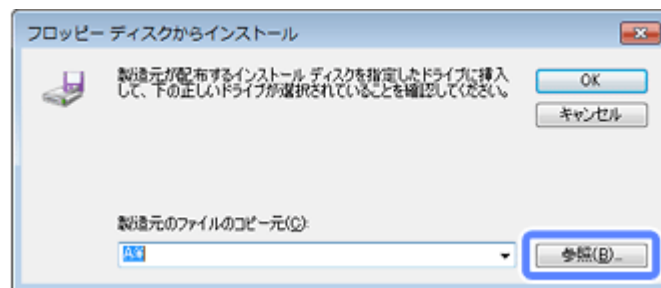 フロッピー ディスクからインストール
製造元が配布するインストール ディスクを指定したドライブに挿入
して、下の正しいドライブが選択されていることを確認してください。
OK
キャンセル
製造元のファイルのコピー元(C):
A:¥
参照(B)...